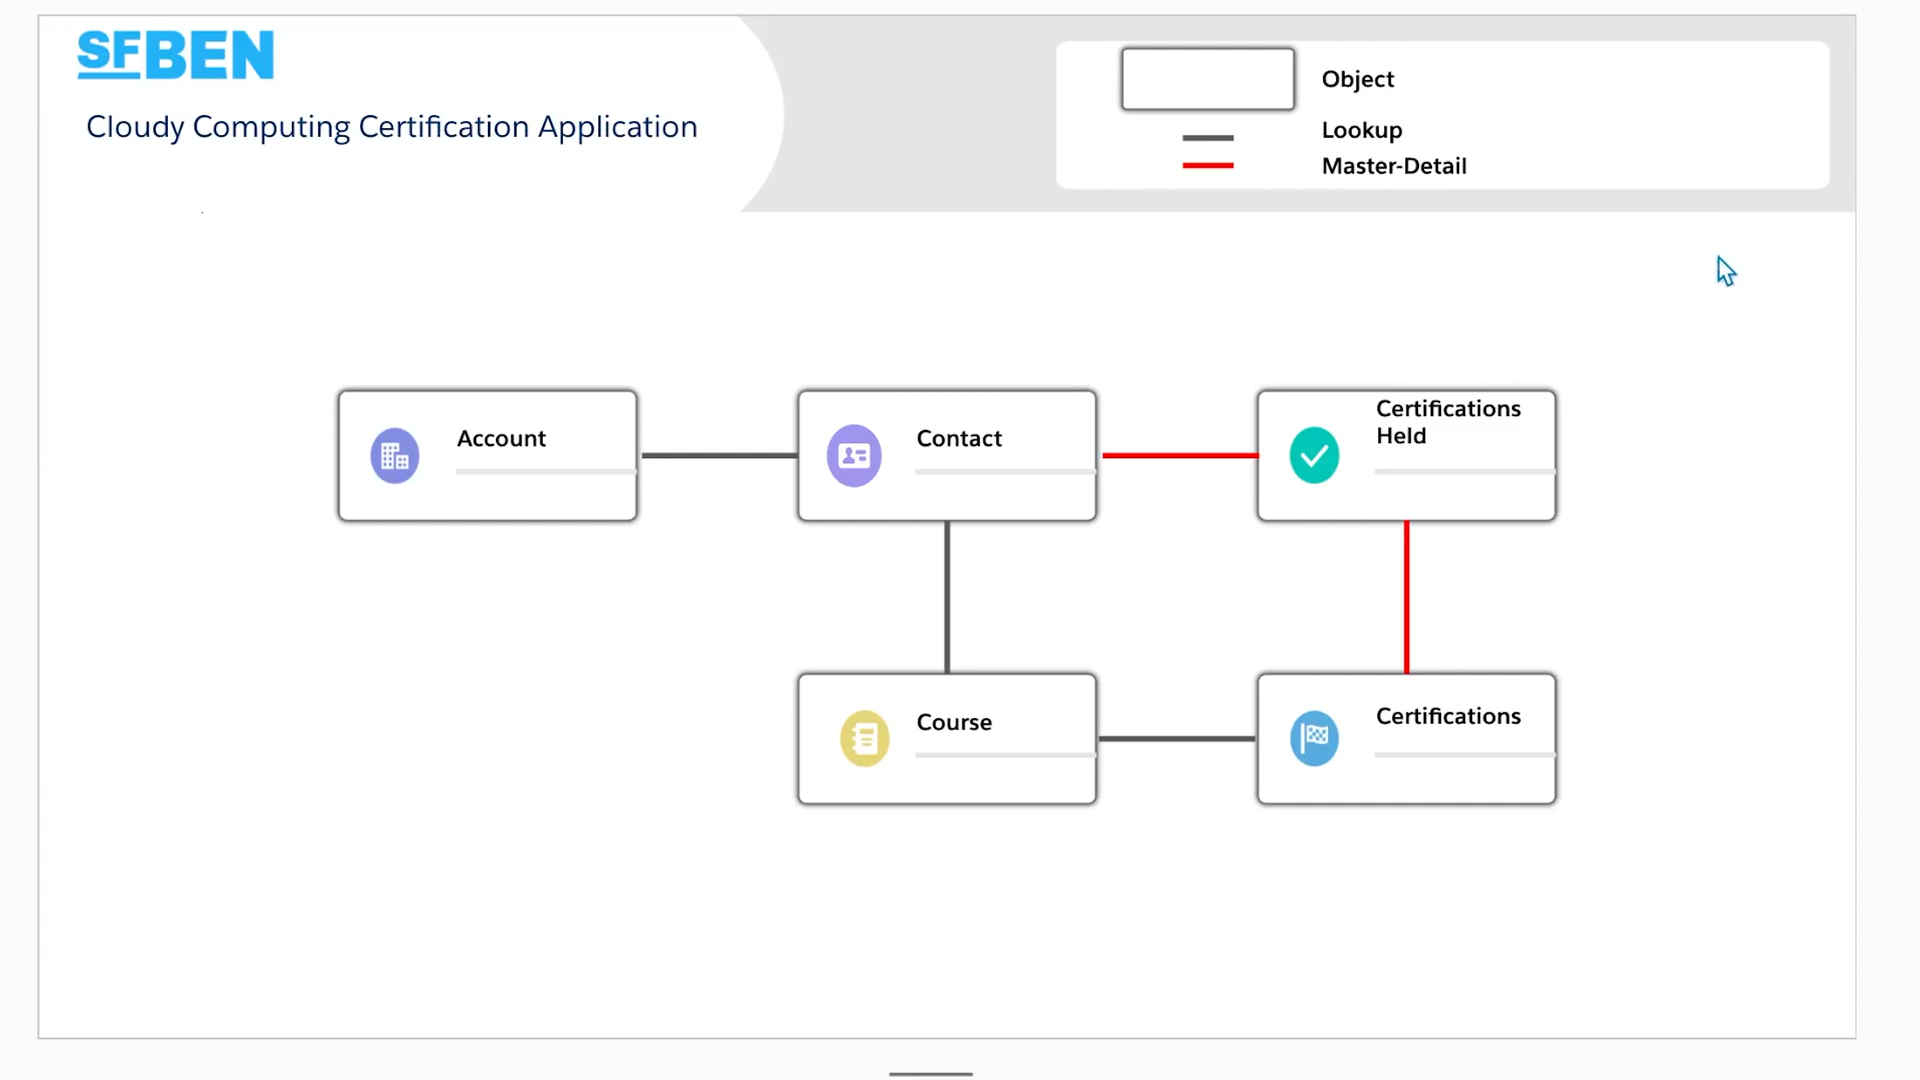 SFBEN
Cloudy Computing Certification Application
Object
Lookup
Master-Detail
Account
Contact
Certifications
Held
Course
Certifications